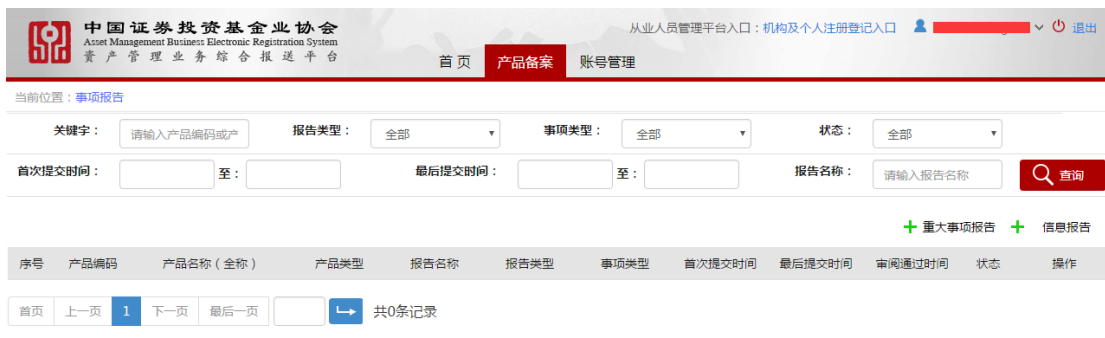 中国证券投资基金业协会
Asset Management Business Electronic Registration System
资产管理业务综合报送平台
从业人员管理平台入口：机构及个人注册登记入口 退出
首页 产品备案 账号管理
当前位置：事项报告
关键字： 请输入产品编码或产 报告类型： 全部 事项类型： 全部 状态： 全部
首次提交时间： 至： 最后提交时间： 至： 报告名称： 请输入报告名称 查询
重大事项报告 信息报告
序号 产品编码 产品名称（全称） 产品类型 报告名称 报告类型 事项类型 首次提交时间 最后提交时间 审阅通过时间 状态 操作
首页 上一页 1 下一页 最后一页 共0条记录